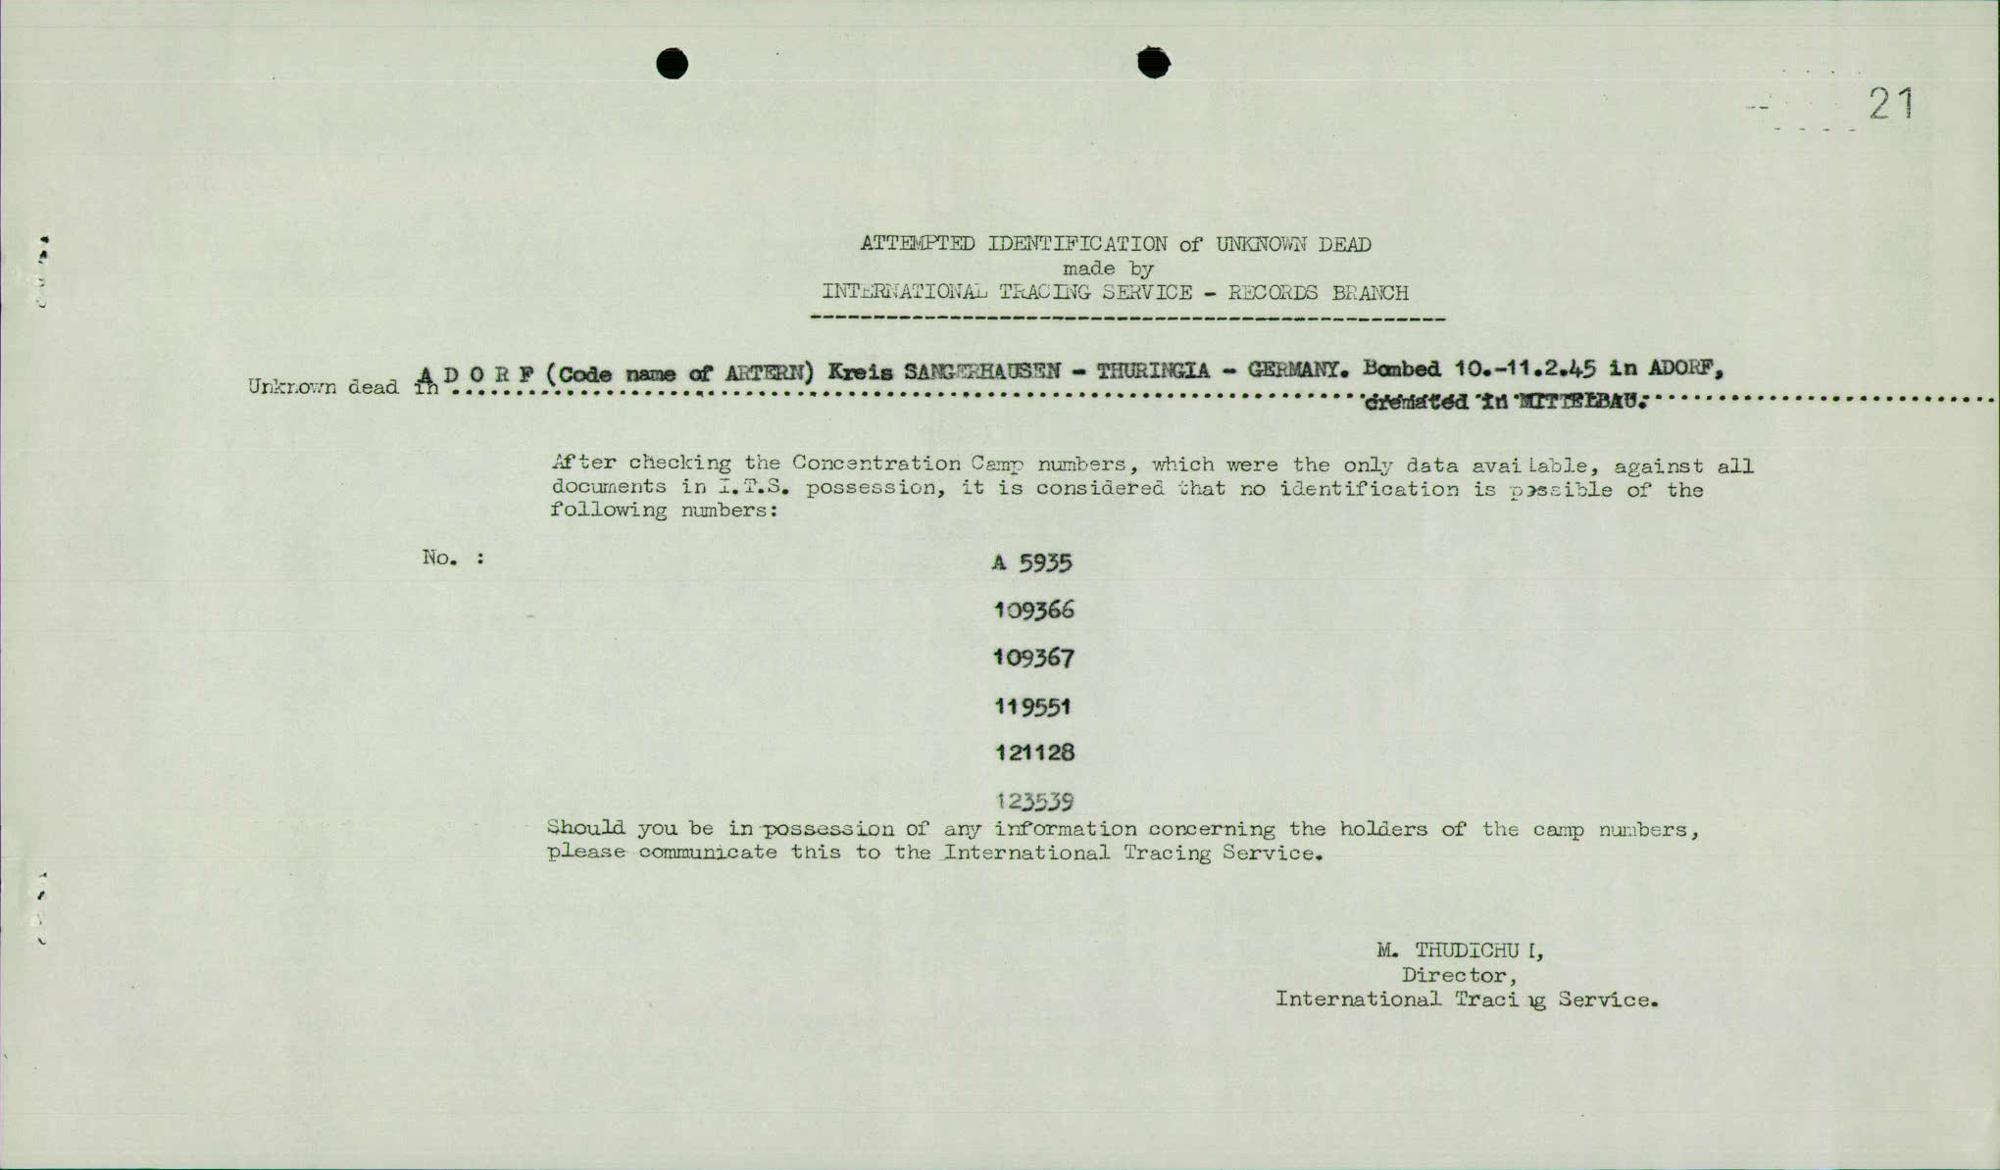 21
ATTEMPTED IDENTIFICATION of UNKNOWN DEAD
made by
INTERNATIONAL TRACING SERVICE - RECORDS BRANCH
Unknown dead in A D O R F (Code name of ARTERN) Kreis SANGERHAUSEN - THURINGIA - GERMANY. Bombed 10.-11.2.45 in ADORF,
cremated in MITTELBAU.
After checking the Concentration Camp numbers, which were the only data available, against all
documents in I.T.S. possession, it is considered that no identification is possible of the
following numbers:
No. :
A 5935
109366
109367
119551
121128
123539
Should you be in possession of any information concerning the holders of the camp numbers,
please communicate this to the International Tracing Service.
M. THUDICHUM,
Director,
International Tracing Service.